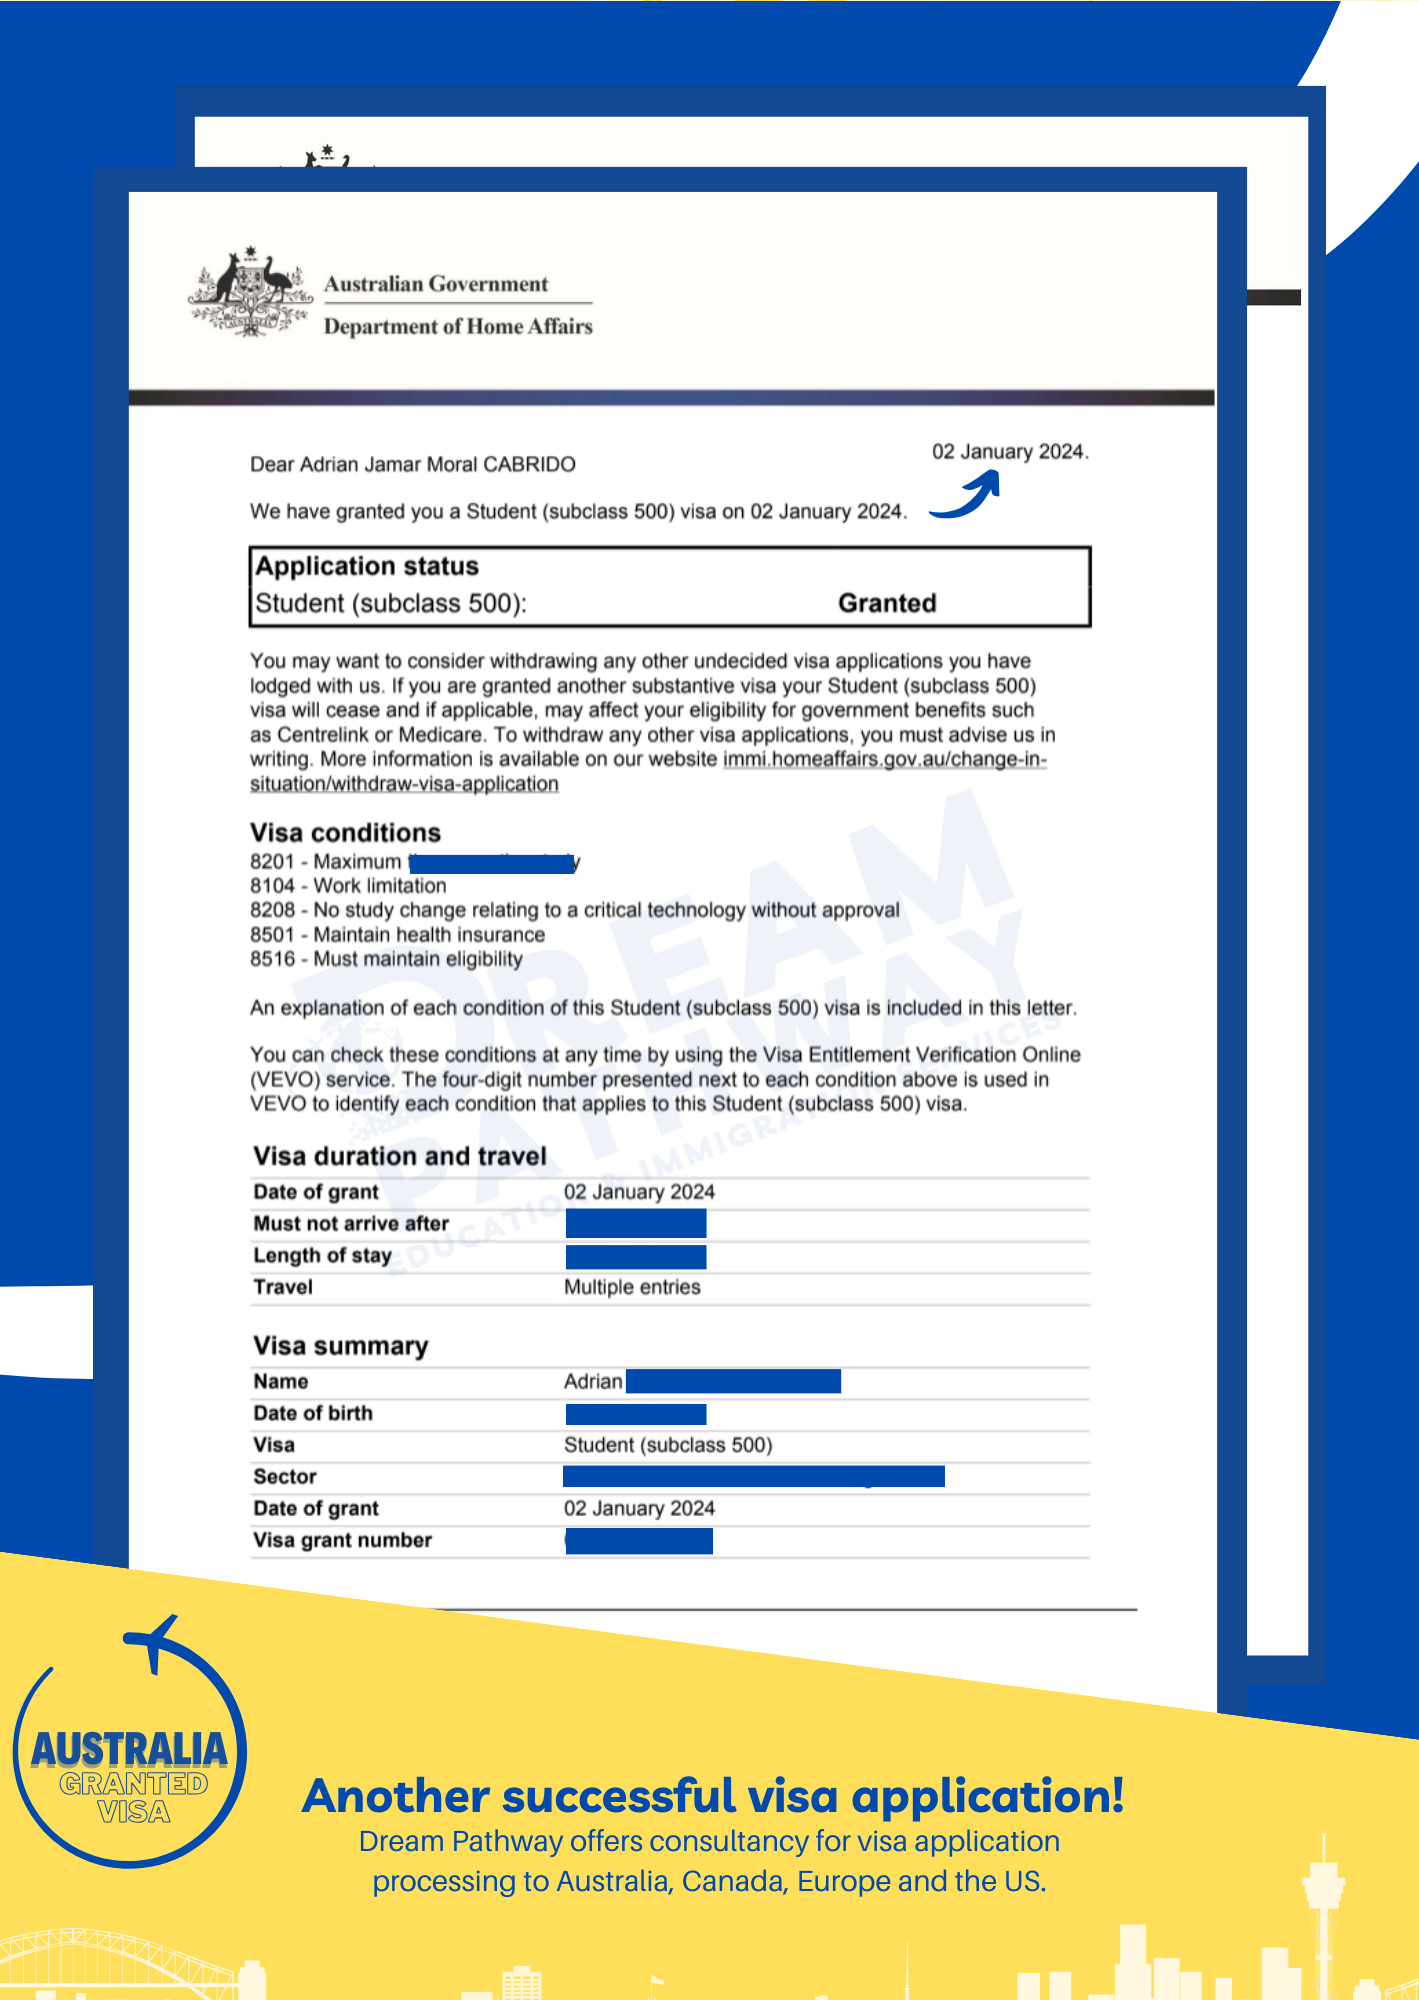 Australian Government
Department of Home Affairs
02 January 2024.
Dear Adrian Jamar Moral CABRIDO
We have granted you a Student (subclass 500) visa on 02 January 2024.
Application status
Student (subclass 500): Granted
You may want to consider withdrawing any other undecided visa applications you have
lodged with us. If you are granted another substantive visa your Student (subclass 500)
visa will cease and if applicable, may affect your eligibility for government benefits such
as Centrelink or Medicare. To withdraw any other visa applications, you must advise us in
writing. More information is available on our website immi.homeaffairs.gov.au/change-in-
situation/withdraw-visa-application
Visa conditions
8201 - Maximum
8104 - Work limitation
8208 - No study change relating to a critical technology without approval
8501 - Maintain health insurance
8516 - Must maintain eligibility
An explanation of each condition of this Student (subclass 500) visa is included in this letter.
You can check these conditions at any time by using the Visa Entitlement Verification Online
(VEVO) service. The four-digit number presented next to each condition above is used in
VEVO to identify each condition that applies to this Student (subclass 500) visa.
DREAM
PATHWAY
EDUCATION & IMMIGRATION SERVICES
Visa duration and travel
Date of grant 02 January 2024
Must not arrive after
Length of stay
Travel Multiple entries
Visa summary
Name Adrian
Date of birth
Visa Student (subclass 500)
Sector
Date of grant 02 January 2024
Visa grant number
AUSTRALIA
GRANTED
VISA
Another successful visa application!
Dream Pathway offers consultancy for visa application
processing to Australia, Canada, Europe and the US.